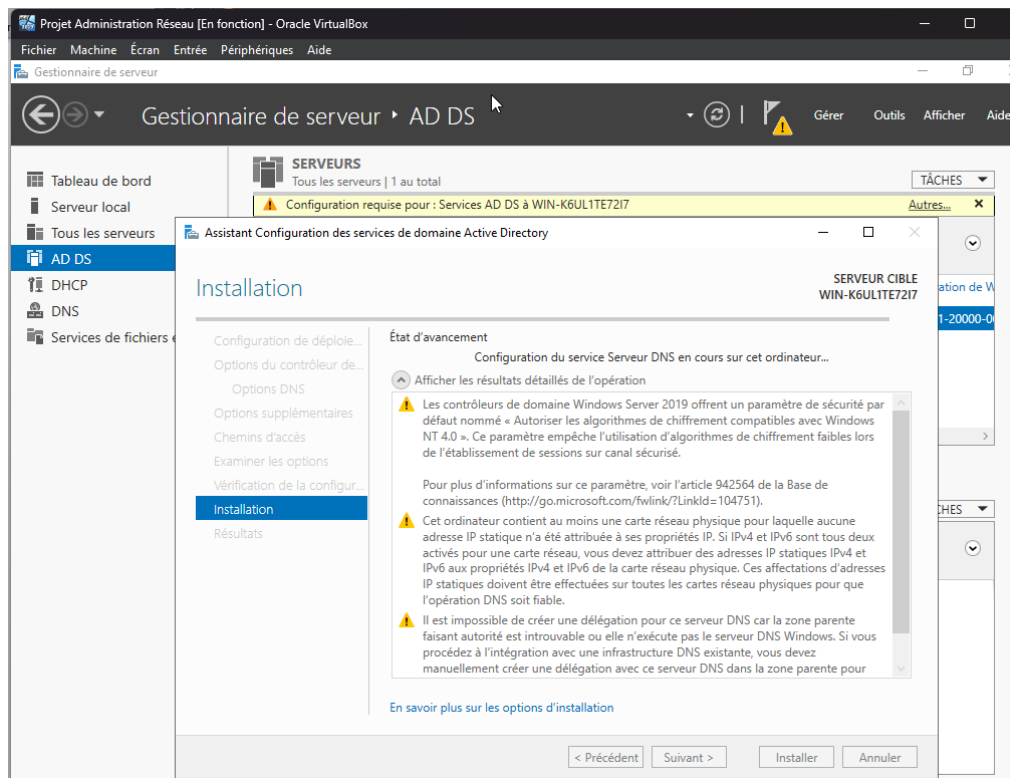 Projet Administration Réseau [En fonction] - Oracle VirtualBox
Fichier Machine Écran Entrée Périphériques Aide
Gestionnaire de serveur
Gestionnaire de serveur ‣ AD DS
Gérer Outils Afficher Aide
Tableau de bord
Serveur local
Tous les serveurs
AD DS
DHCP
DNS
Services de fichiers
SERVEURS
Tous les serveurs | 1 au total
TÂCHES
Configuration requise pour : Services AD DS à WIN-K6UL1TE72I7
Autres...
Assistant Configuration des services de domaine Active Directory
Installation
SERVEUR CIBLE
WIN-K6UL1TE72I7
ation de W
1-20000-0
CHES
Configuration de déploie...
Options du contrôleur de...
Options DNS
Options supplémentaires
Chemins d'accès
Examiner les options
Vérification de la configur...
Installation
Résultats
État d'avancement
Configuration du service Serveur DNS en cours sur cet ordinateur...
Afficher les résultats détaillés de l'opération
Les contrôleurs de domaine Windows Server 2019 offrent un paramètre de sécurité par
défaut nommé « Autoriser les algorithmes de chiffrement compatibles avec Windows
NT 4.0 ». Ce paramètre empêche l'utilisation d'algorithmes de chiffrement faibles lors
de l'établissement de sessions sur canal sécurisé.
Pour plus d'informations sur ce paramètre, voir l'article 942564 de la Base de
connaissances (http://go.microsoft.com/fwlink/?LinkId=104751).
Cet ordinateur contient au moins une carte réseau physique pour laquelle aucune
adresse IP statique n'a été attribuée à ses propriétés IP. Si IPv4 et IPv6 sont tous deux
activés pour une carte réseau, vous devez attribuer des adresses IP statiques IPv4 et
IPv6 aux propriétés IPv4 et IPv6 de la carte réseau physique. Ces affectations d'adresses
IP statiques doivent être effectuées sur toutes les cartes réseau physiques pour que
l'opération DNS soit fiable.
Il est impossible de créer une délégation pour ce serveur DNS car la zone parente
faisant autorité est introuvable ou elle n'exécute pas le serveur DNS Windows. Si vous
procédez à l'intégration avec une infrastructure DNS existante, vous devez
manuellement créer une délégation avec ce serveur DNS dans la zone parente pour
En savoir plus sur les options d'installation
< Précédent Suivant > Installer Annuler